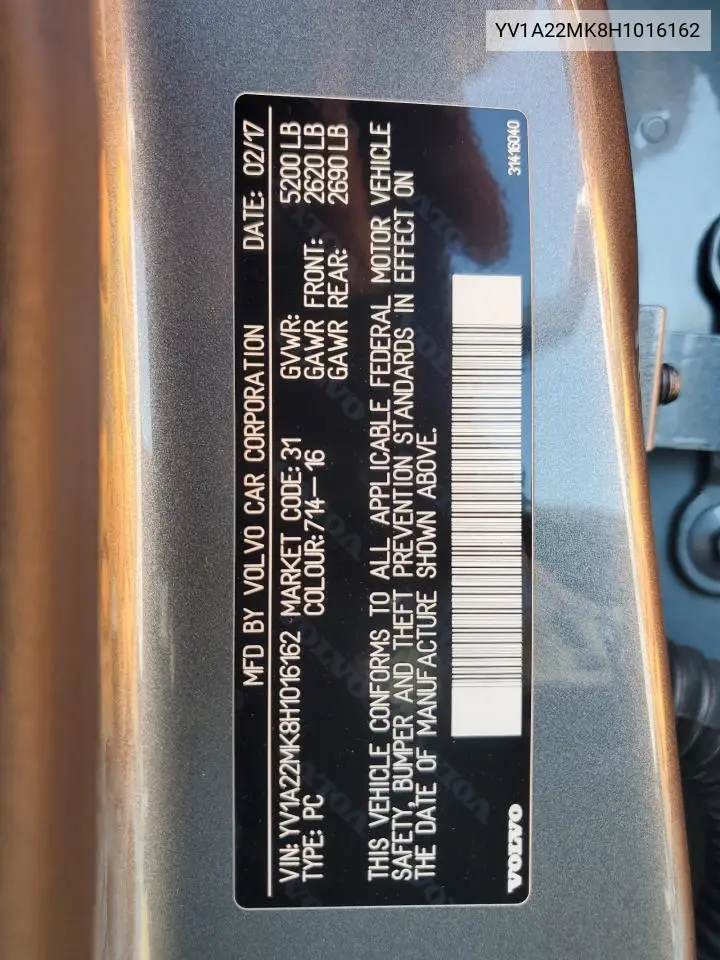 YV1A22MK8H1016162
MFD BY VOLVO CAR CORPORATION DATE: 02/17
VIN: YV1A22MK8H1016162 MARKET CODE: 31 GVWR: 5200 LB
TYPE: PC COLOUR: 714—16 GAWR FRONT: 2620 LB
GAWR REAR: 2690 LB
THIS VEHICLE CONFORMS TO ALL APPLICABLE FEDERAL MOTOR VEHICLE
SAFETY, BUMPER AND THEFT PREVENTION STANDARDS IN EFFECT ON
THE DATE OF MANUFACTURE SHOWN ABOVE.
VOLVO
31416040